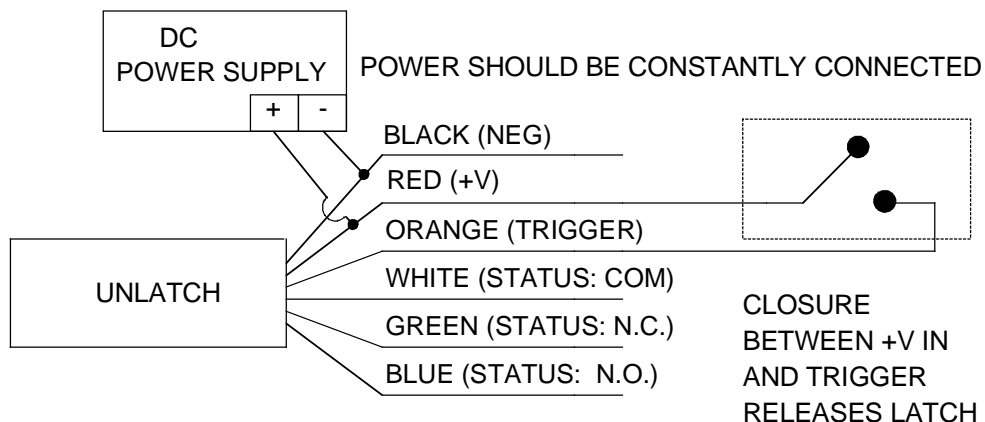 DC
POWER SUPPLY
+ -
POWER SHOULD BE CONSTANTLY CONNECTED
BLACK (NEG)
RED (+V)
ORANGE (TRIGGER)
WHITE (STATUS: COM)
GREEN (STATUS: N.C.)
BLUE (STATUS: N.O.)
UNLATCH
CLOSURE
BETWEEN +V IN
AND TRIGGER
RELEASES LATCH